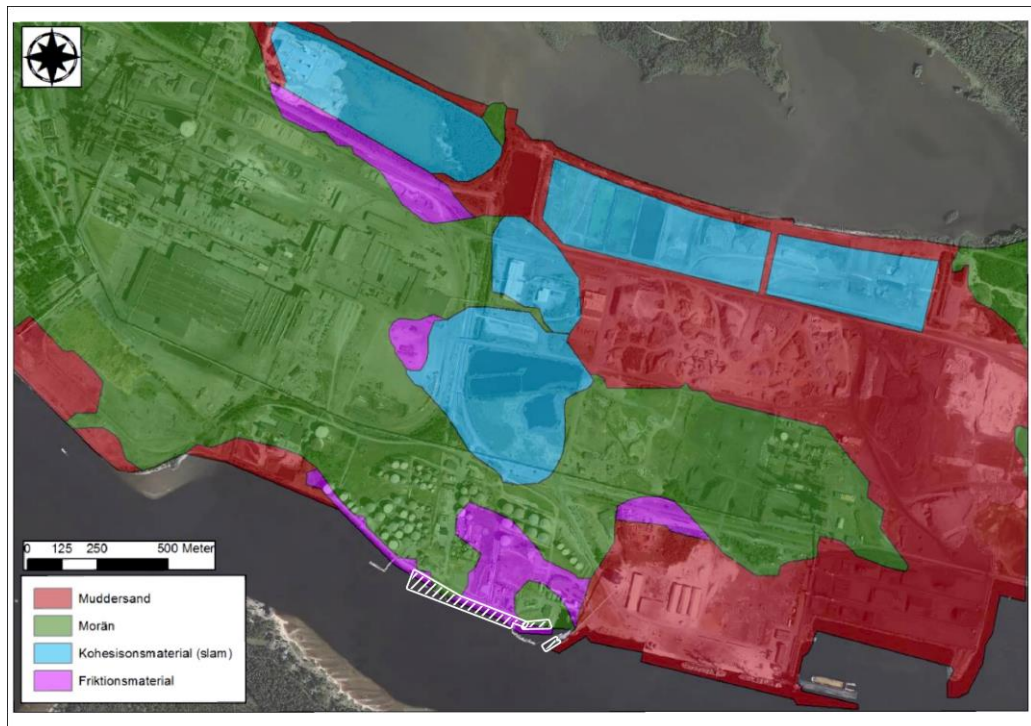 0 125 250 500 Meter
Muddersand
Morän
Kohesisonsmaterial (slam)
Friktionsmaterial